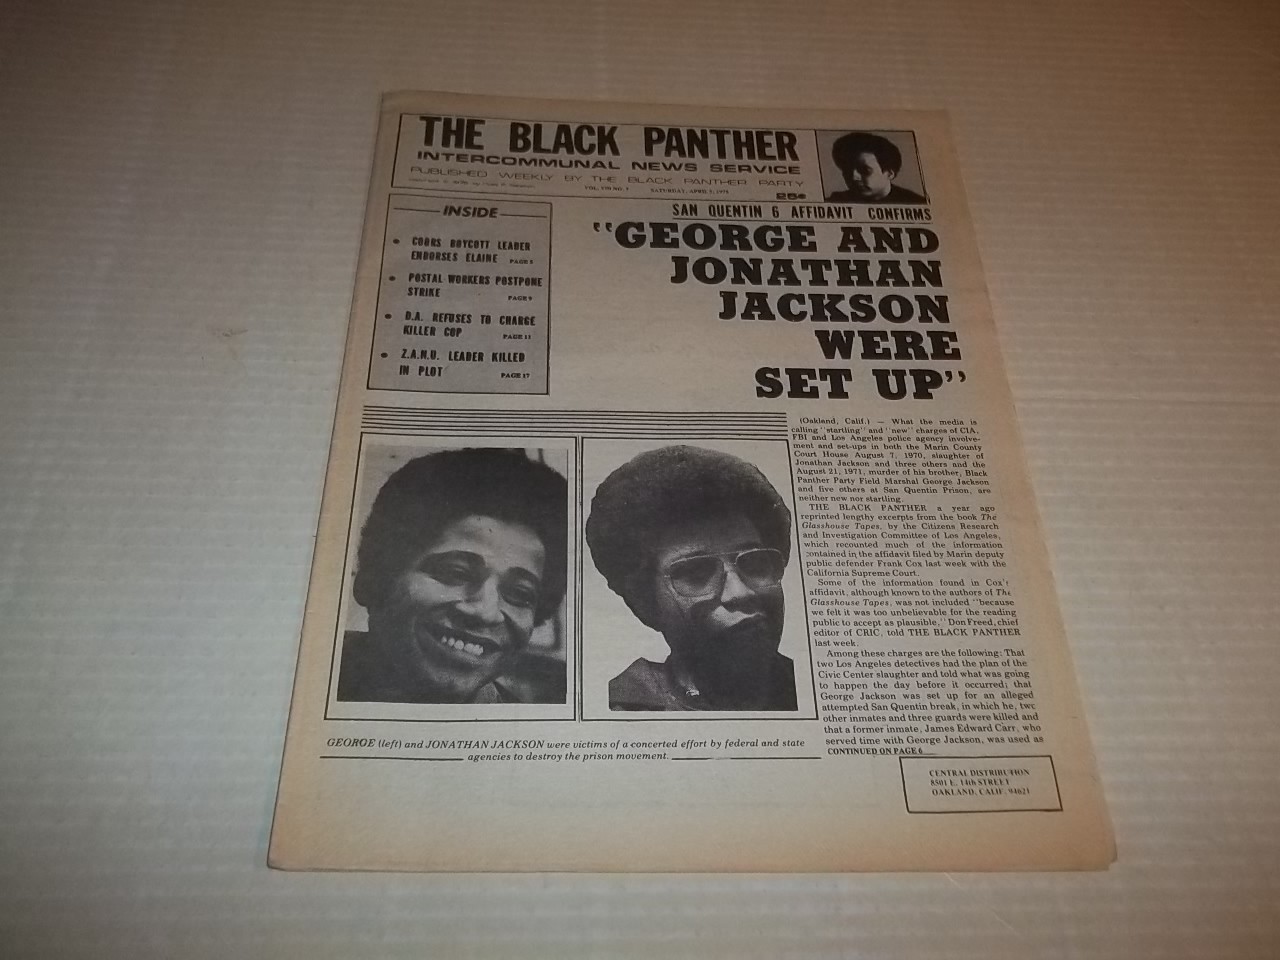 THE BLACK PANTHER
INTERCOMMUNAL NEWS SERVICE
PUBLISHED WEEKLY BY THE BLACK PANTHER PARTY
SATURDAY, APRIL 5, 1975
25¢
INSIDE
• COORS BOYCOTT LEADER
ENDORSES ELAINE PAGE
• POSTAL WORKERS POSTPONE
STRIKE PAGE
• D.A. REFUSES TO CHARGE
KILLER COP PAGE
• Z.A.N.U. LEADER KILLED
IN PLOT PAGE 17
SAN QUENTIN 6 AFFIDAVIT CONFIRMS
"GEORGE AND
JONATHAN
JACKSON
WERE
SET UP"
(Oakland, Calif.) — What the media is
calling "startling" and "new" charges of CIA,
FBI and Los Angeles police agency involve-
ment and set-ups in both the Marin County
Court House August 7, 1970, slaughter of
Jonathan Jackson and three others and the
August 21, 1971, murder of his brother, Black
Panther Party Field Marshal George Jackson
and five others at San Quentin Prison, are
neither new nor startling.
THE BLACK PANTHER a year ago
reprinted lengthy excerpts from the book The
Glasshouse Tapes, by the Citizens Research
and Investigation Committee of Los Angeles,
which recounted much of the information
contained in the affidavit filed by Marin deputy
public defender Frank Cox last week with the
California Supreme Court.
Some of the information found in Cox's
affidavit, although known to the authors of The
Glasshouse Tapes, was not included "because
we felt it was too unbelievable for the reading
public to accept as plausible," Don Freed, chief
editor of CRIC, told THE BLACK PANTHER
last week.
Among these charges are the following: That
two Los Angeles detectives had the plan of the
Civic Center slaughter and told what was going
to happen the day before it occurred; that
George Jackson was set up for an alleged
attempted San Quentin break, in which he, two
other inmates and three guards were killed and
that a former inmate, James Edward Carr, who
served time with George Jackson, was used as
CONTINUED ON PAGE 6
GEORGE (left) and JONATHAN JACKSON were victims of a concerted effort by federal and state
agencies to destroy the prison movement.
CENTRAL DISTRIBUTION
8501 E. 14th STREET
OAKLAND, CALIF. 94621